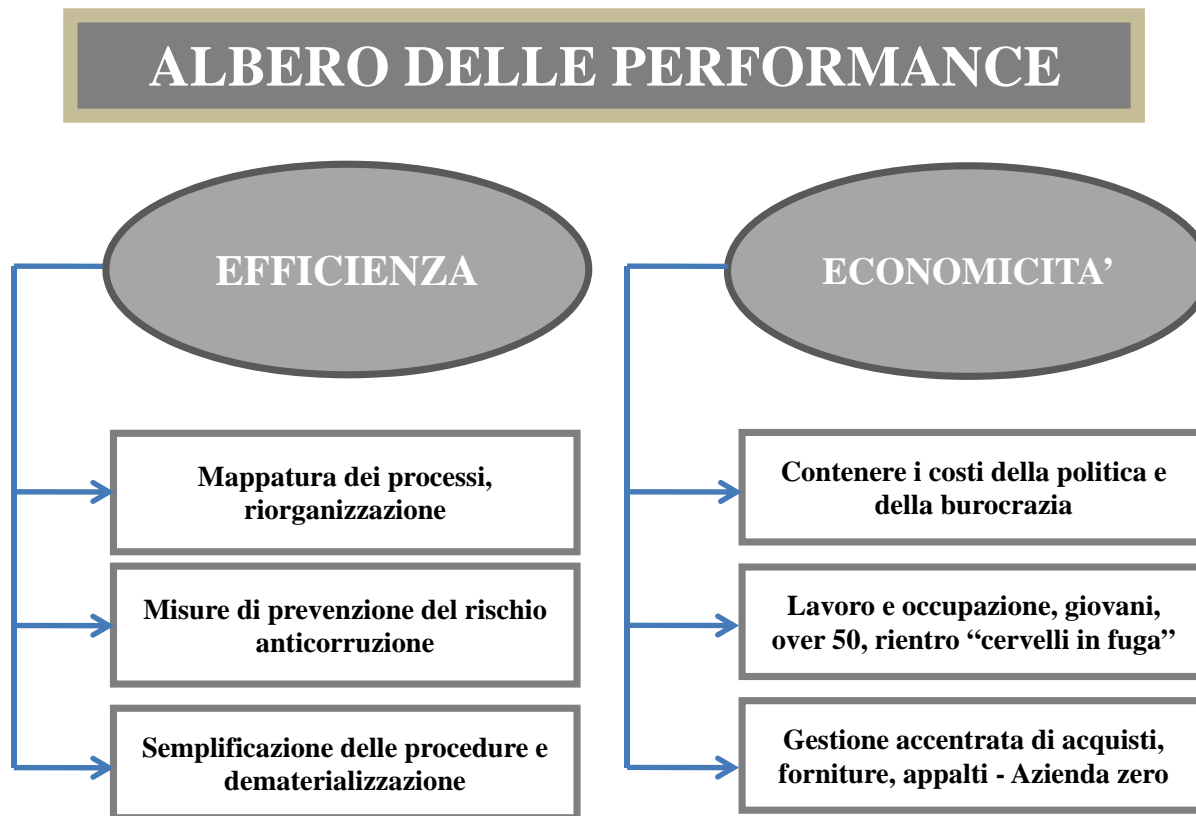 ALBERO DELLE PERFORMANCE
EFFICIENZA
Mappatura dei processi,
riorganizzazione
Misure di prevenzione del rischio
anticorruzione
Semplificazione delle procedure e
dematerializzazione
ECONOMICITA’
Contenere i costi della politica e
della burocrazia
Lavoro e occupazione, giovani,
over 50, rientro “cervelli in fuga”
Gestione accentrata di acquisti,
forniture, appalti - Azienda zero